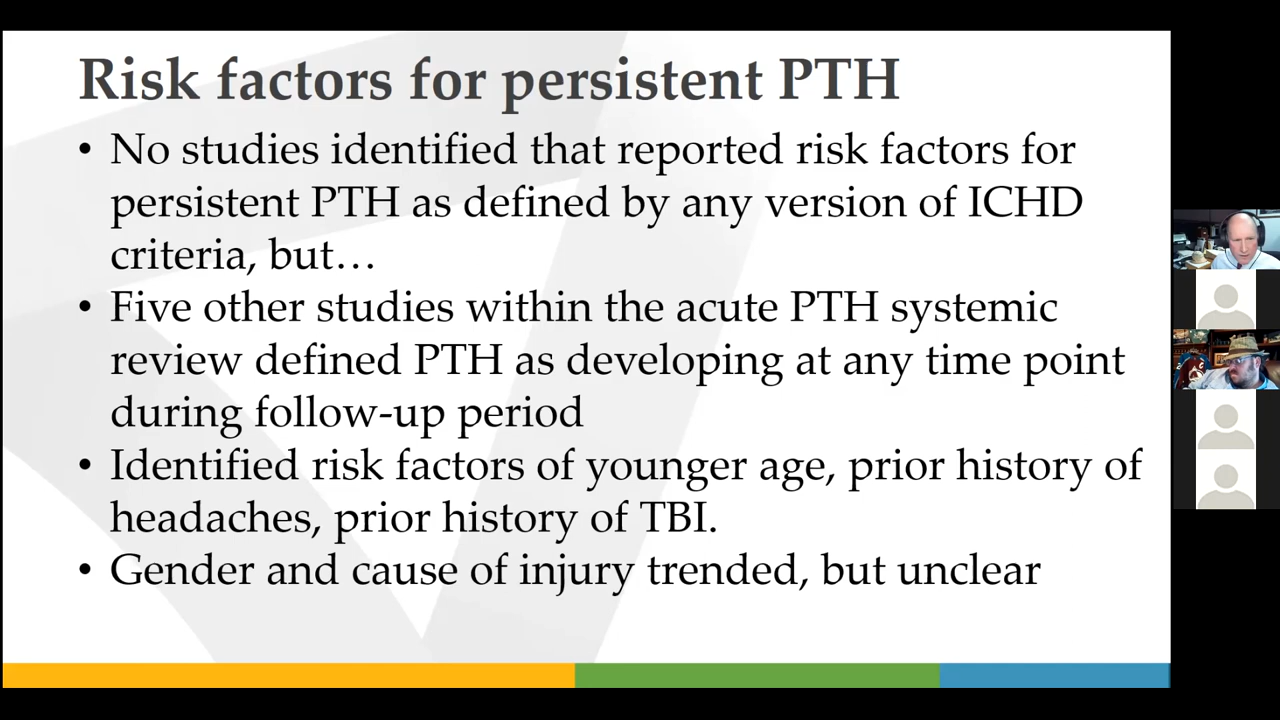 Risk factors for persistent PTH
• No studies identified that reported risk factors for
persistent PTH as defined by any version of ICHD
criteria, but…
• Five other studies within the acute PTH systemic
review defined PTH as developing at any time point
during follow-up period
• Identified risk factors of younger age, prior history of
headaches, prior history of TBI.
• Gender and cause of injury trended, but unclear